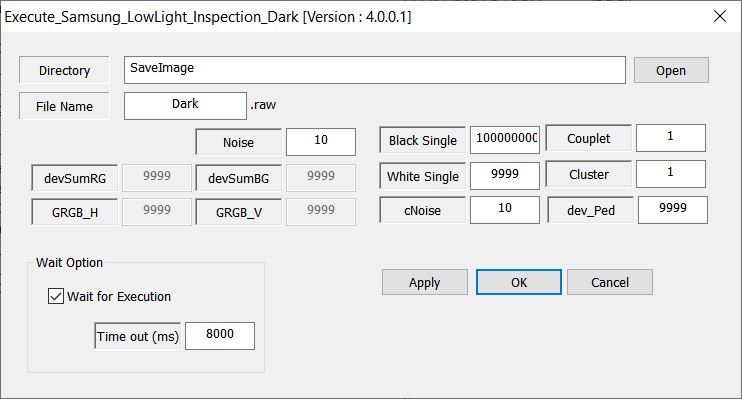 Execute_Samsung_LowLight_Inspection_Dark [Version : 4.0.0.1]
Directory SaveImage Open
File Name Dark .raw
Noise 10 Black Single 100000000 Couplet 1
devSumRG 9999 devSumBG 9999 White Single 9999 Cluster 1
GRGB_H 9999 GRGB_V 9999 cNoise 10 dev_Ped 9999
Wait Option
Apply OK Cancel
Wait for Execution
Time out (ms) 8000